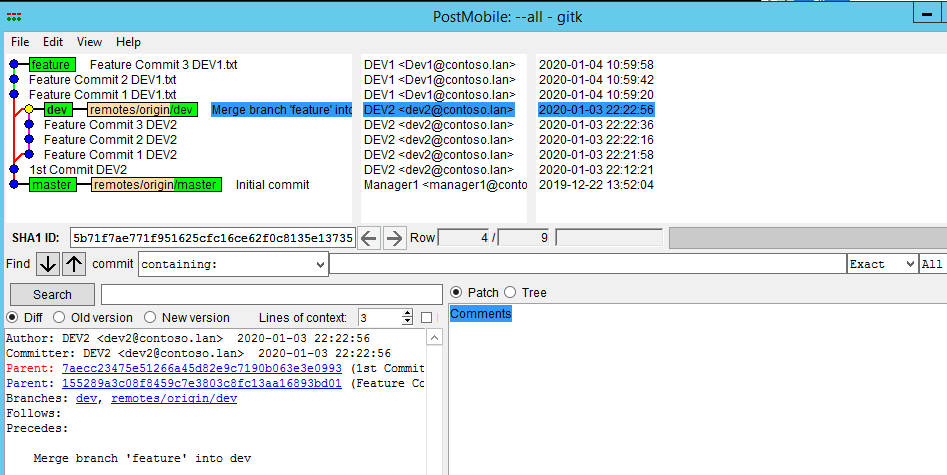 PostMobile: --all - gitk
File Edit View Help
feature Feature Commit 3 DEV1.txt DEV1 <Dev1@contoso.lan> 2020-01-04 10:59:58
Feature Commit 2 DEV1.txt DEV1 <Dev1@contoso.lan> 2020-01-04 10:59:42
Feature Commit 1 DEV1.txt DEV1 <Dev1@contoso.lan> 2020-01-04 10:59:20
dev remotes/origin/dev Merge branch 'feature' into DEV2 <dev2@contoso.lan> 2020-01-03 22:22:56
Feature Commit 3 DEV2 DEV2 <dev2@contoso.lan> 2020-01-03 22:22:36
Feature Commit 2 DEV2 DEV2 <dev2@contoso.lan> 2020-01-03 22:22:16
Feature Commit 1 DEV2 DEV2 <dev2@contoso.lan> 2020-01-03 22:21:58
1st Commit DEV2 DEV2 <dev2@contoso.lan> 2020-01-03 22:12:21
master remotes/origin/master Initial commit Manager1 <manager1@conto 2019-12-22 13:52:04
SHA1 ID: 5b71f7ae771f951625cfc16ce62f0c8135e13735 Row 4 / 9
Find commit containing: Exact All
Search Patch Tree
Diff Old version New version Lines of context: 3
Comments
Author: DEV2 <dev2@contoso.lan> 2020-01-03 22:22:56
Committer: DEV2 <dev2@contoso.lan> 2020-01-03 22:22:56
Parent: 7aecc23475e51266a45d82e9c7190b063e3e0993 (1st Commit
Parent: 155289a3c08f8459c7e3803c8fc13aa16893bd01 (Feature Co
Branches: dev, remotes/origin/dev
Follows:
Precedes:
Merge branch 'feature' into dev